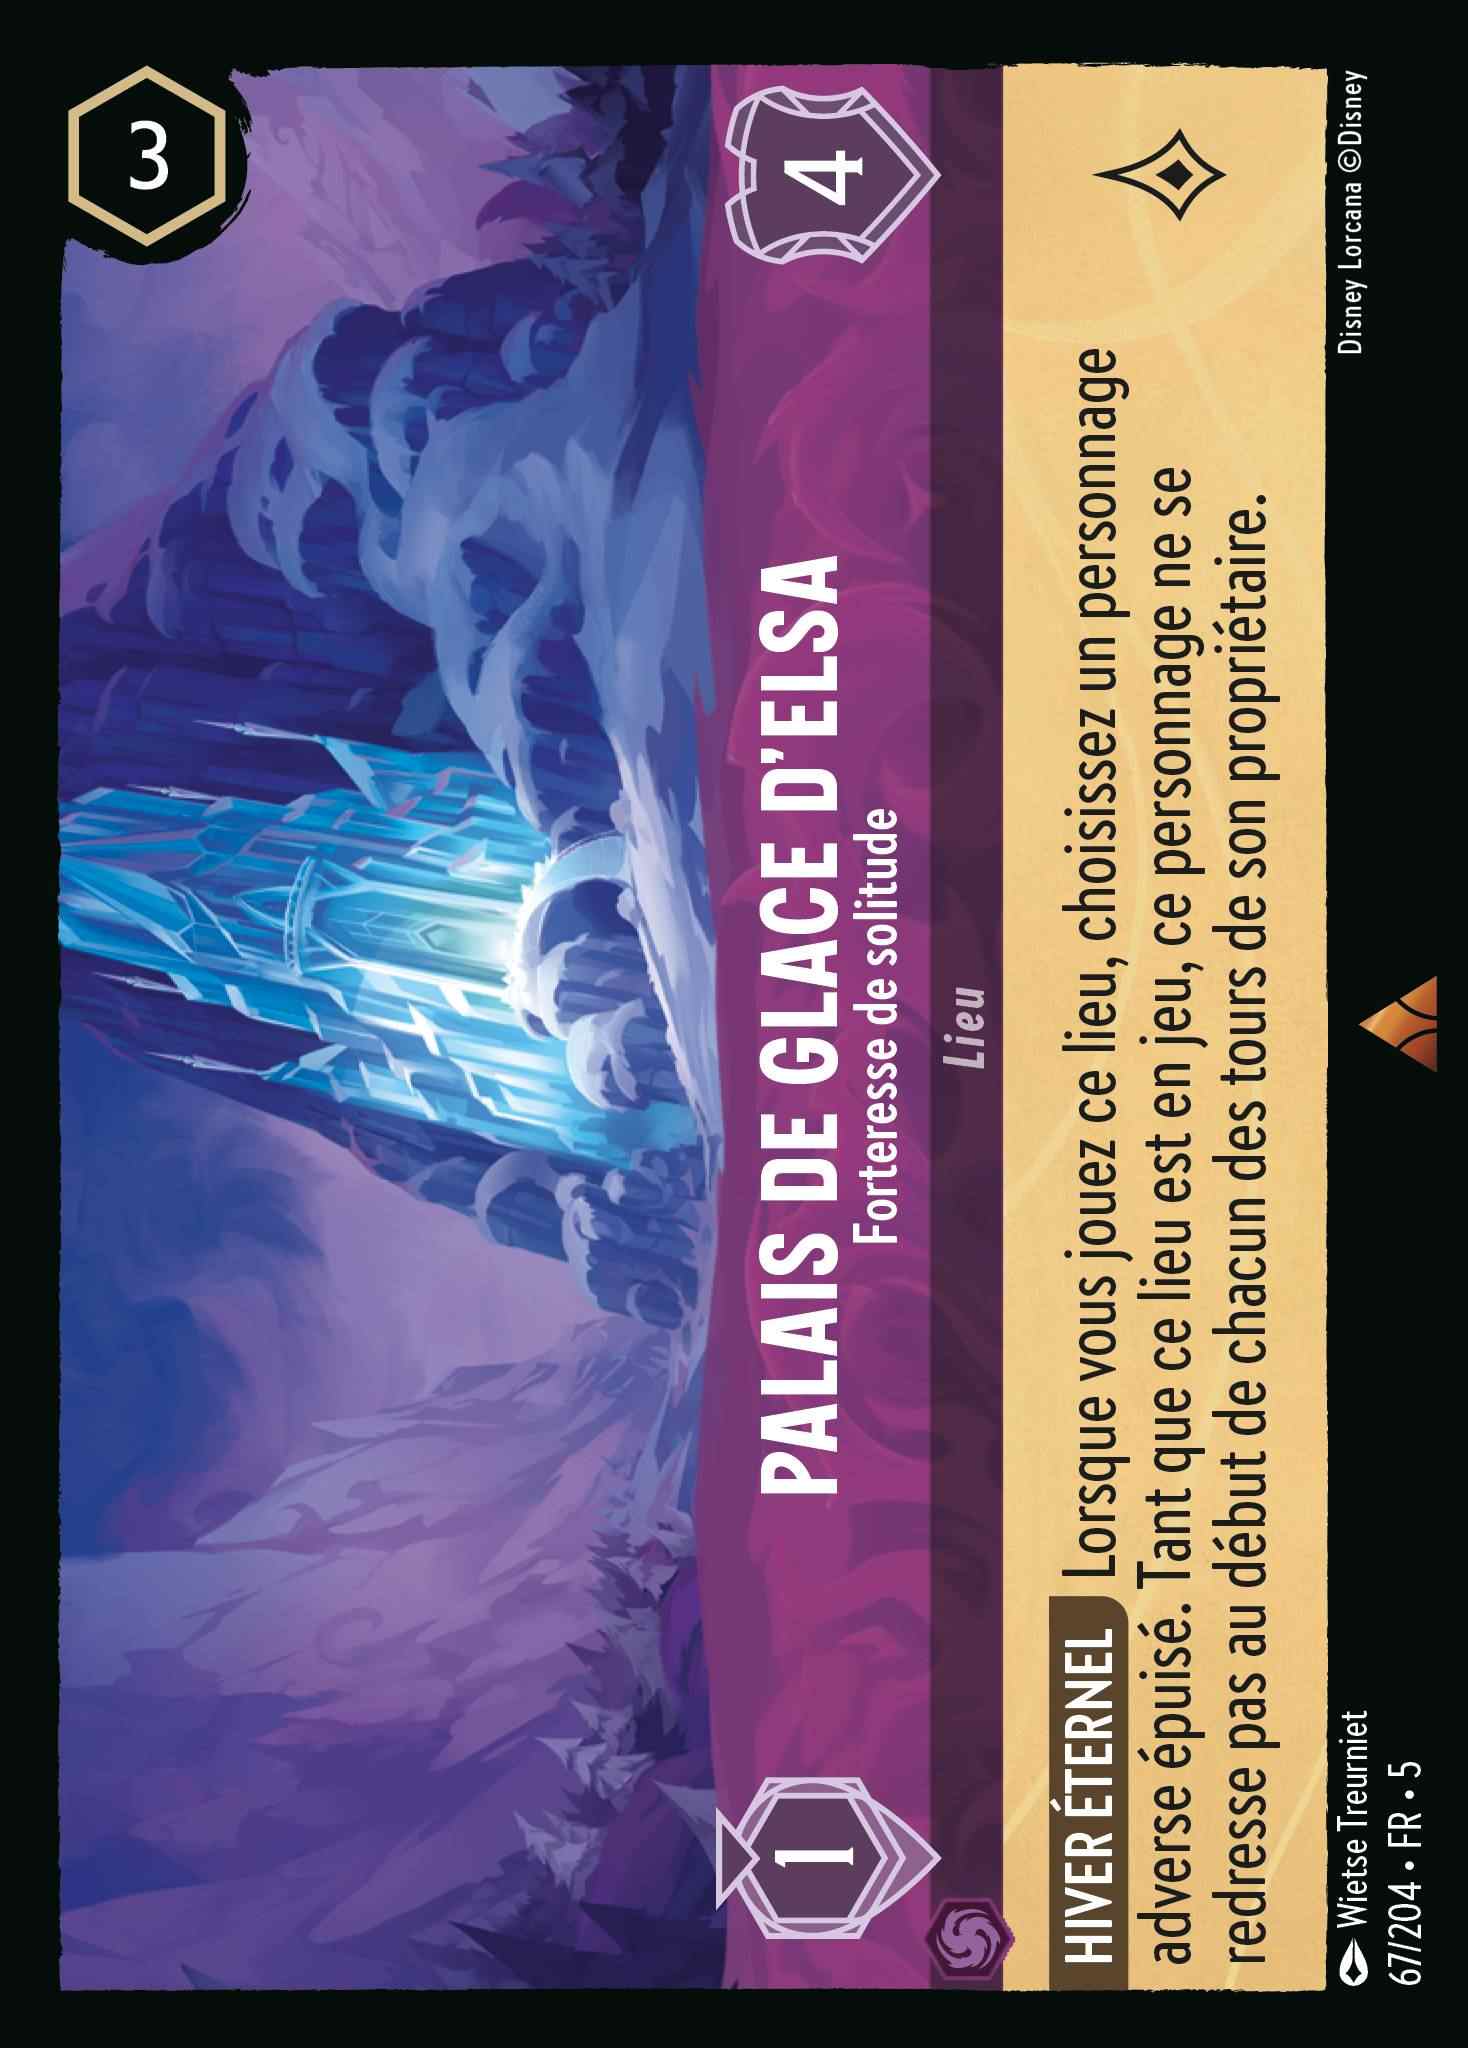 3
PALAIS DE GLACE D'ELSA
Forteresse de solitude
1
4
Lieu
HIVER ÉTERNEL Lorsque vous jouez ce lieu, choisissez un personnage
adverse épuisé. Tant que ce lieu est en jeu, ce personnage ne se
redresse pas au début de chacun des tours de son propriétaire.
Wietse Treurniet
Disney Lorcana ©Disney
67/204 • FR • 5